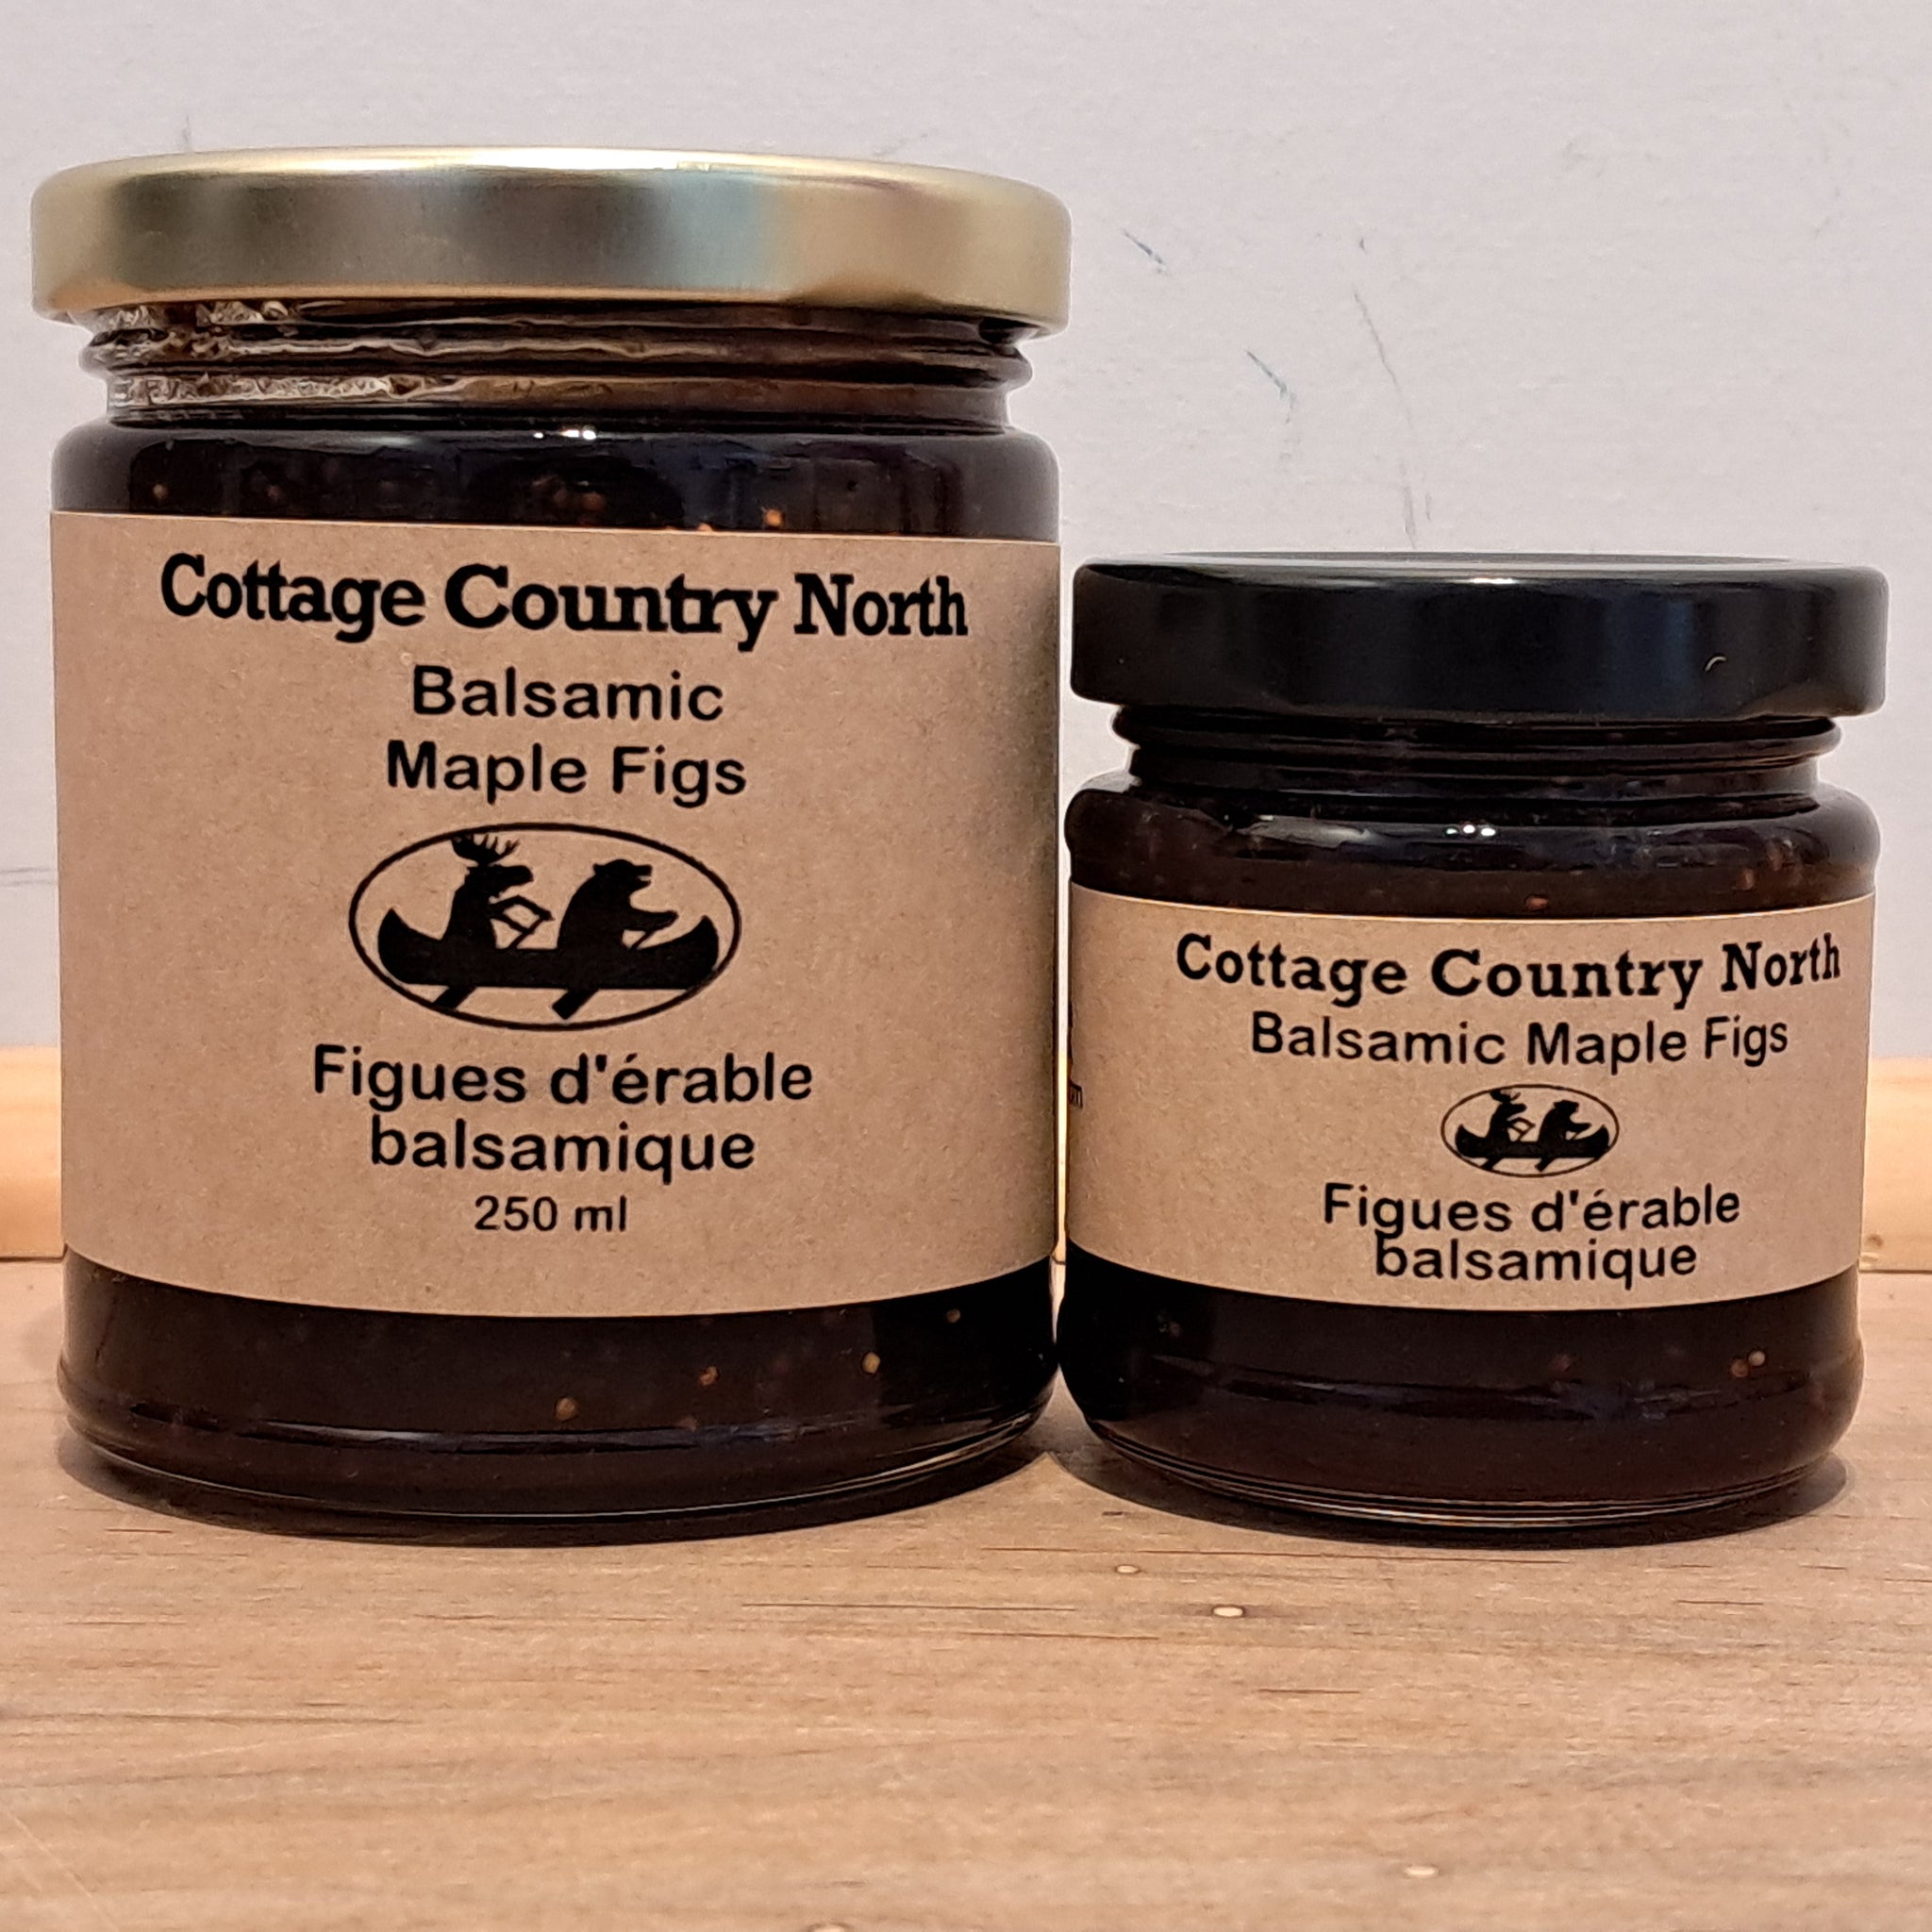 Cottage Country North
Balsamic
Maple Figs
Figues d'érable
balsamique
250 ml
Cottage Country North
Balsamic Maple Figs
Figues d'érable
balsamique